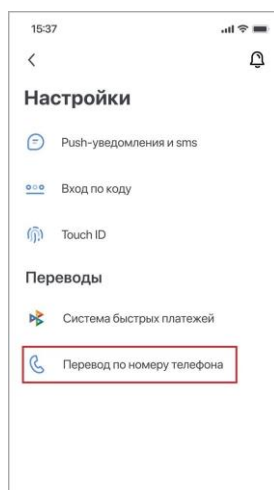 15:37
Настройки
Push-уведомления и sms
Вход по коду
Touch ID
Переводы
Система быстрых платежей
Перевод по номеру телефона